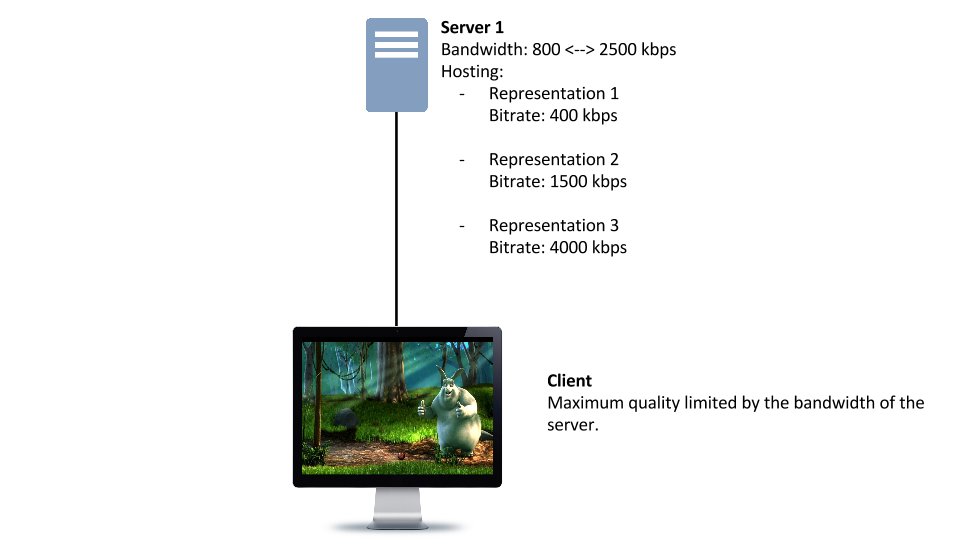 Server 1
Bandwidth: 800 <--> 2500 kbps
Hosting:
- Representation 1
Bitrate: 400 kbps
- Representation 2
Bitrate: 1500 kbps
- Representation 3
Bitrate: 4000 kbps
Client
Maximum quality limited by the bandwidth of the
server.